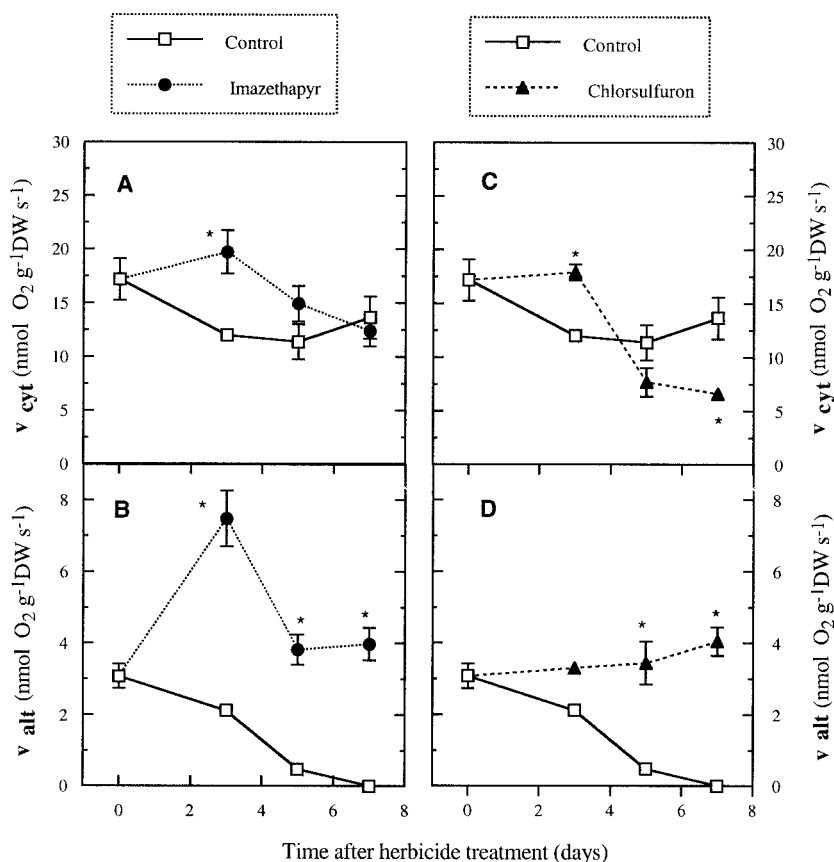 Control
Imazethapyr
Control
Chlorsulfuron
A
30
25
20
15
10
5
0
v cyt (nmol O2 g-1DW s-1)
*
C
30
25
20
15
10
5
0
v cyt (nmol O2 g-1DW s-1)
*
*
B
8
6
4
2
0
v alt (nmol O2 g-1DW s-1)
*
*
*
0 2 4 6 8
D
8
6
4
2
0
v alt (nmol O2 g-1DW s-1)
*
*
0 2 4 6 8
Time after herbicide treatment (days)